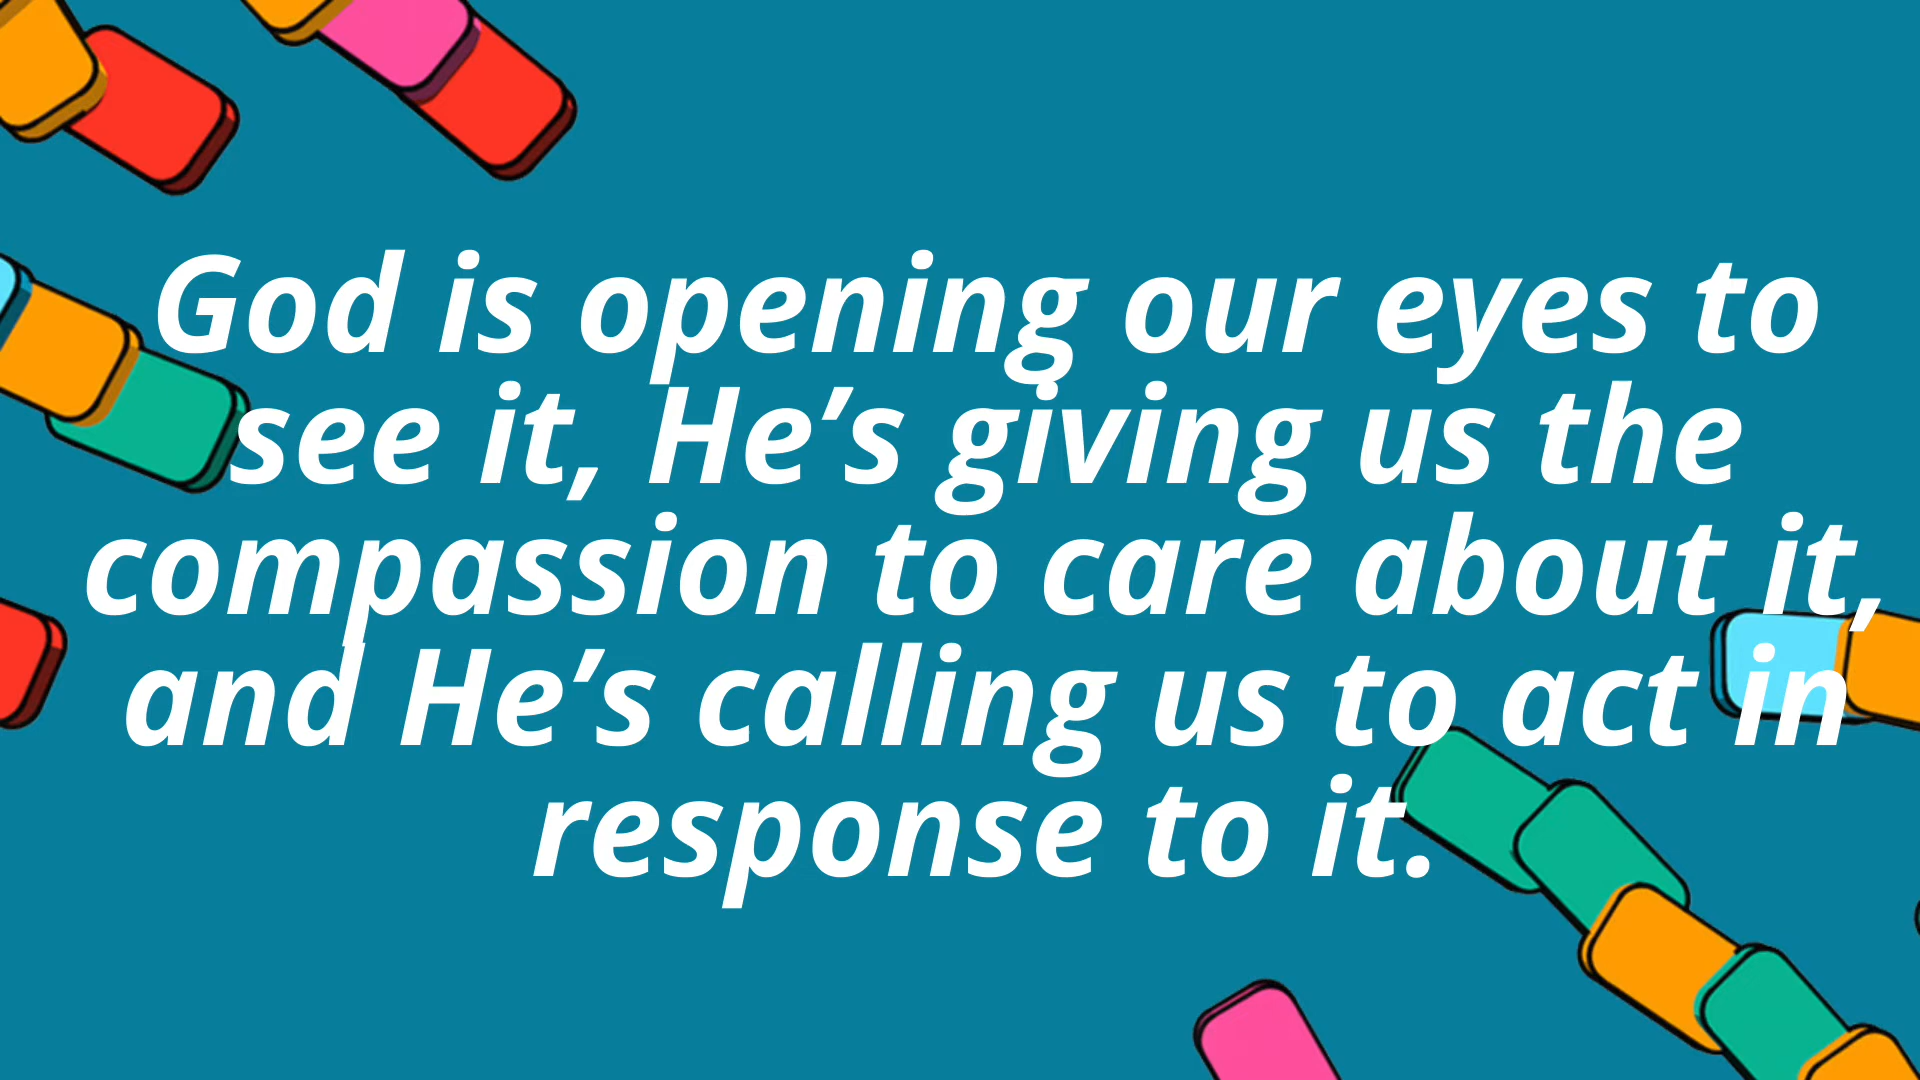 God is opening our eyes to
see it, He’s giving us the
compassion to care about it,
and He’s calling us to act in
response to it.